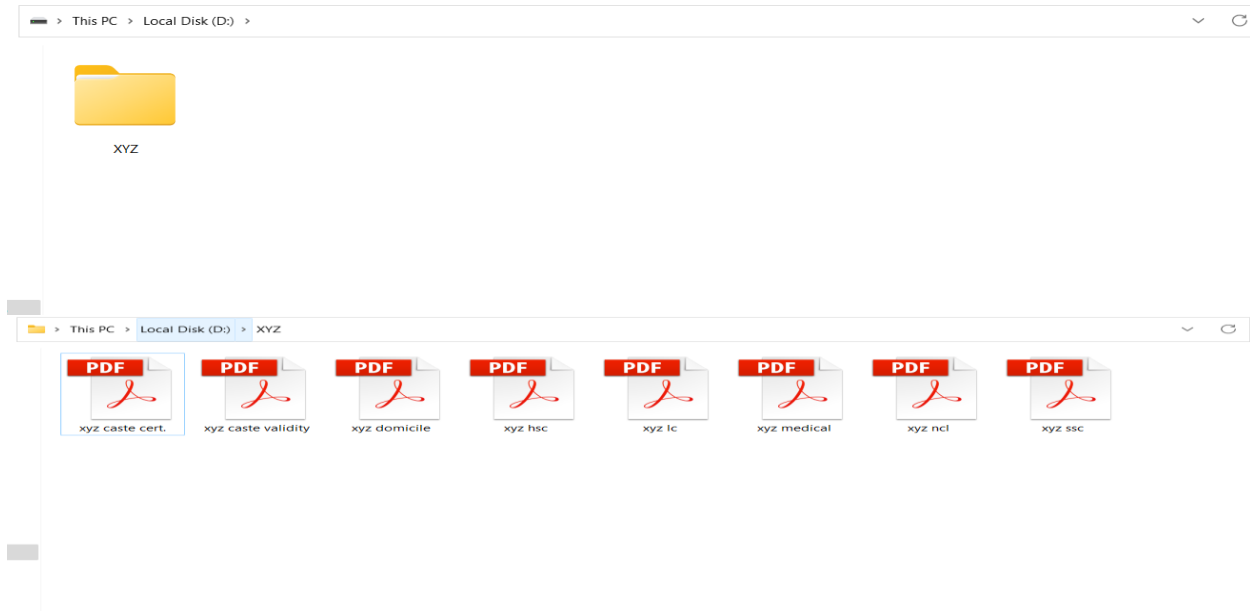 > This PC > Local Disk (D:) >
XYZ
> This PC > Local Disk (D:) > XYZ
PDF PDF PDF PDF PDF PDF PDF PDF
xyz caste cert. xyz caste validity xyz domicile xyz hsc xyz lc xyz medical xyz ncl xyz ssc